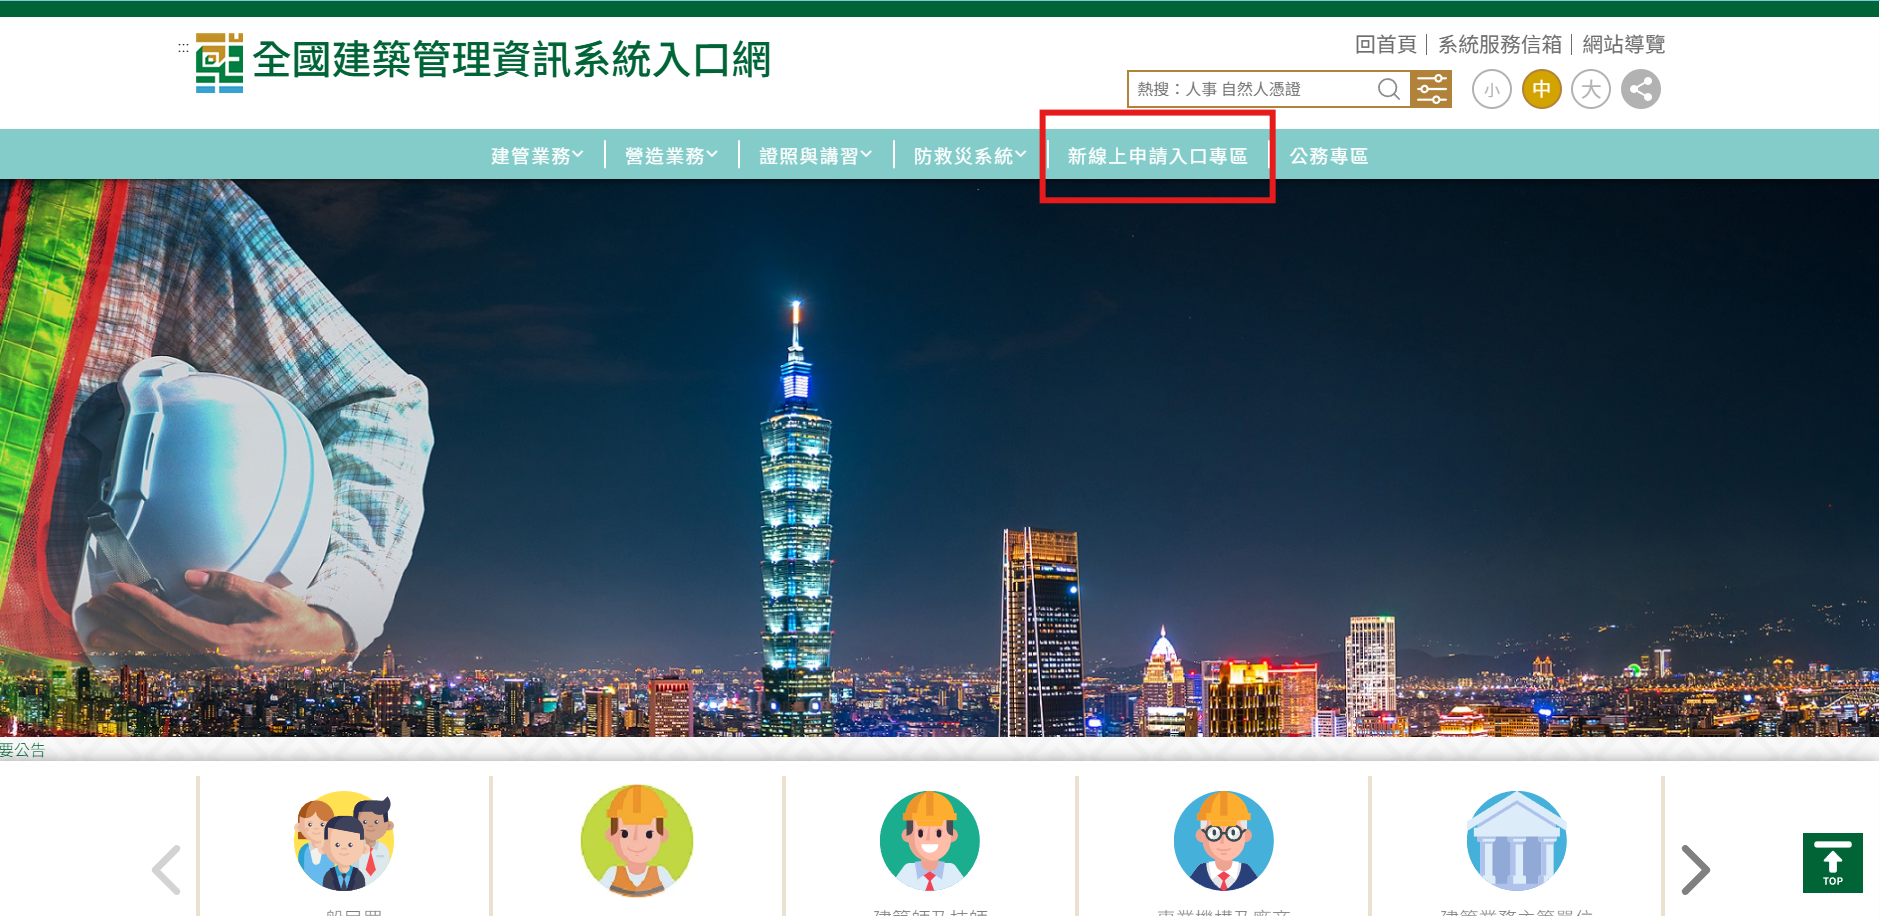 :::
全國建築管理資訊系統入口網
回首頁
系統服務信箱
網站導覽
熱搜：人事 自然人憑證
小
中
大
建管業務
營造業務
證照與講習
防救災系統
新線上申請入口專區
公務專區
要公告
TOP
一般民眾
建築師及技師
專業機構及廠商
建築業務主管單位